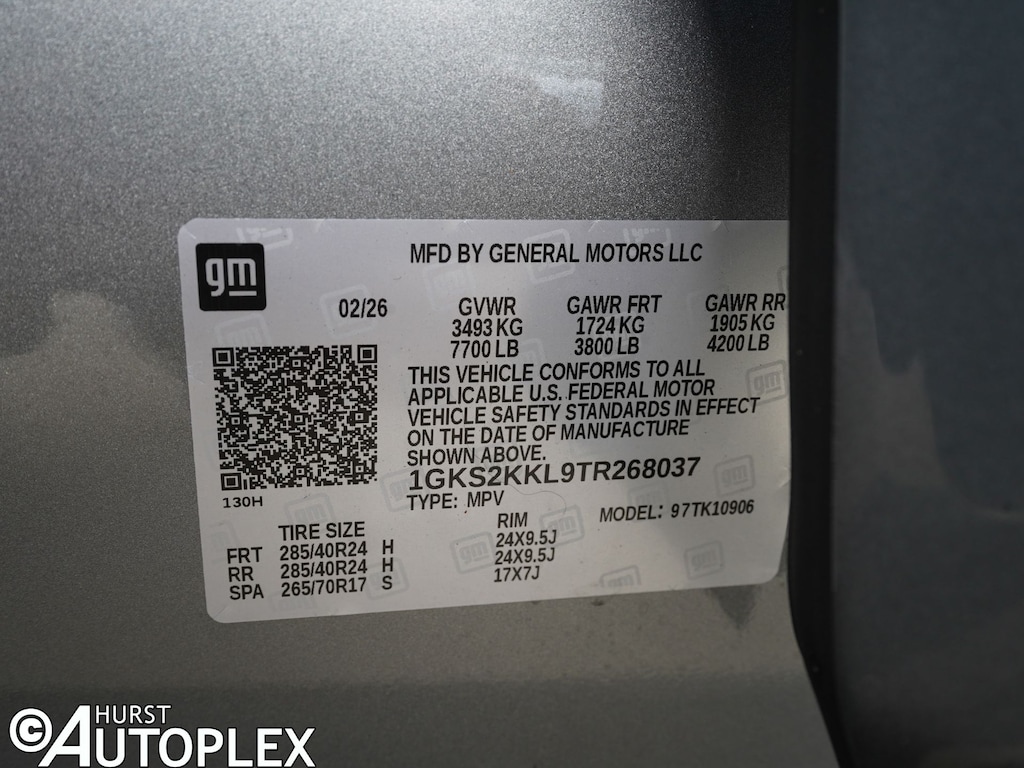 gm
MFD BY GENERAL MOTORS LLC
02/26
GVWR GAWR FRT GAWR RR
3493 KG 1724 KG 1905 KG
7700 LB 3800 LB 4200 LB
THIS VEHICLE CONFORMS TO ALL
APPLICABLE U.S. FEDERAL MOTOR
VEHICLE SAFETY STANDARDS IN EFFECT
ON THE DATE OF MANUFACTURE
SHOWN ABOVE.
1GKS2KKL9TR268037
130H
TYPE: MPV
MODEL: 97TK10906
TIRE SIZE RIM
FRT 285/40R24 H 24X9.5J
RR 285/40R24 H 24X9.5J
SPA 265/70R17 S 17X7J
© HURST
AUTOPLEX